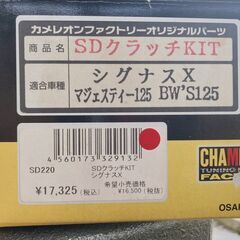 カメレオンファクトリーオリジナルパーツ
商品名
SDクラッチKIT
適合車種
シグナスX
マジェスティー125 BW'S125
4560173329132
SD220
SDクラッチKIT
シグナスX
希望小売価格
¥17,325(税込)
¥16,500(税抜)
CHAM
TUNING
FAC
OSA